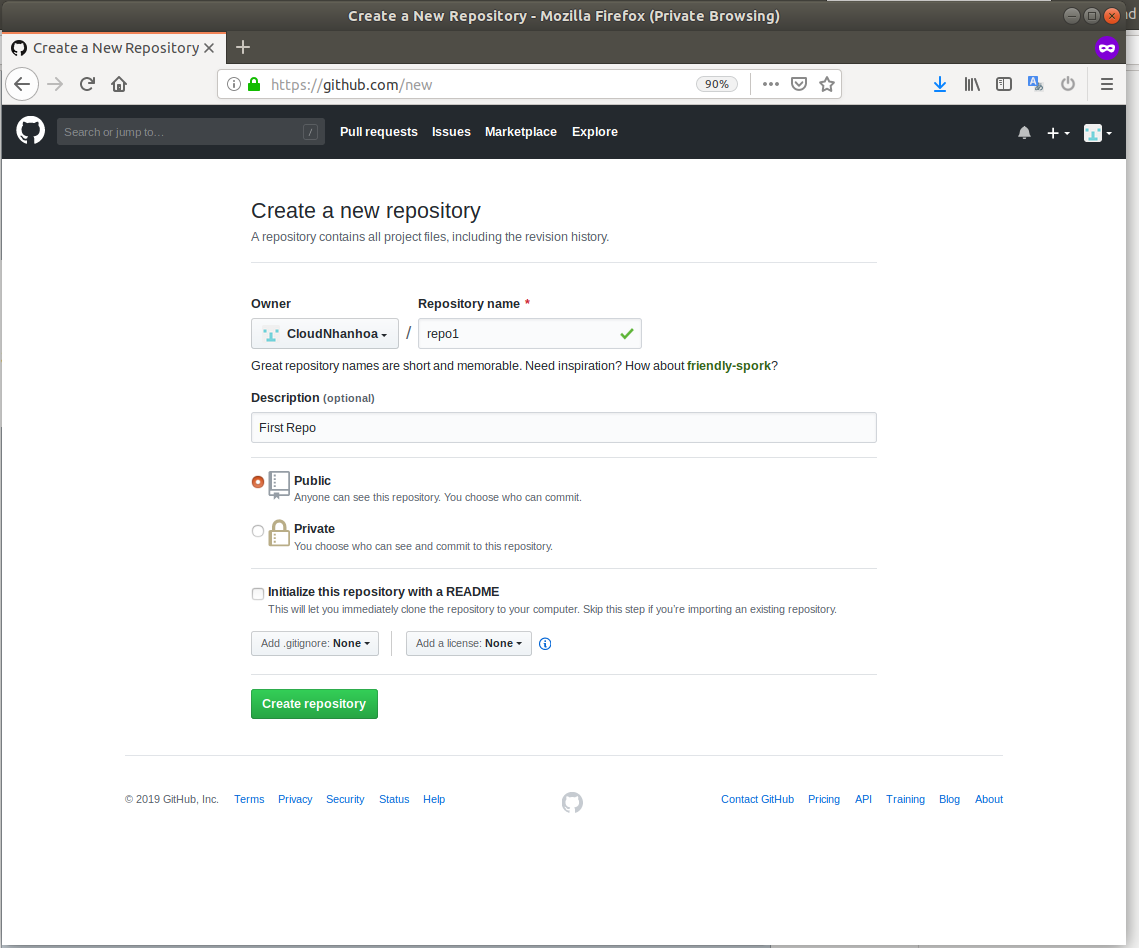 Create a New Repository - Mozilla Firefox (Private Browsing)
Create a New Repository
https://github.com/new 90%
Search or jump to... / Pull requests Issues Marketplace Explore
Create a new repository
A repository contains all project files, including the revision history.
Owner Repository name *
CloudNhanhoa / repo1
Great repository names are short and memorable. Need inspiration? How about friendly-spork?
Description (optional)
First Repo
Public
Anyone can see this repository. You choose who can commit.
Private
You choose who can see and commit to this repository.
Initialize this repository with a README
This will let you immediately clone the repository to your computer. Skip this step if you're importing an existing repository.
Add .gitignore: None Add a license: None
Create repository
© 2019 GitHub, Inc. Terms Privacy Security Status Help Contact GitHub Pricing API Training Blog About